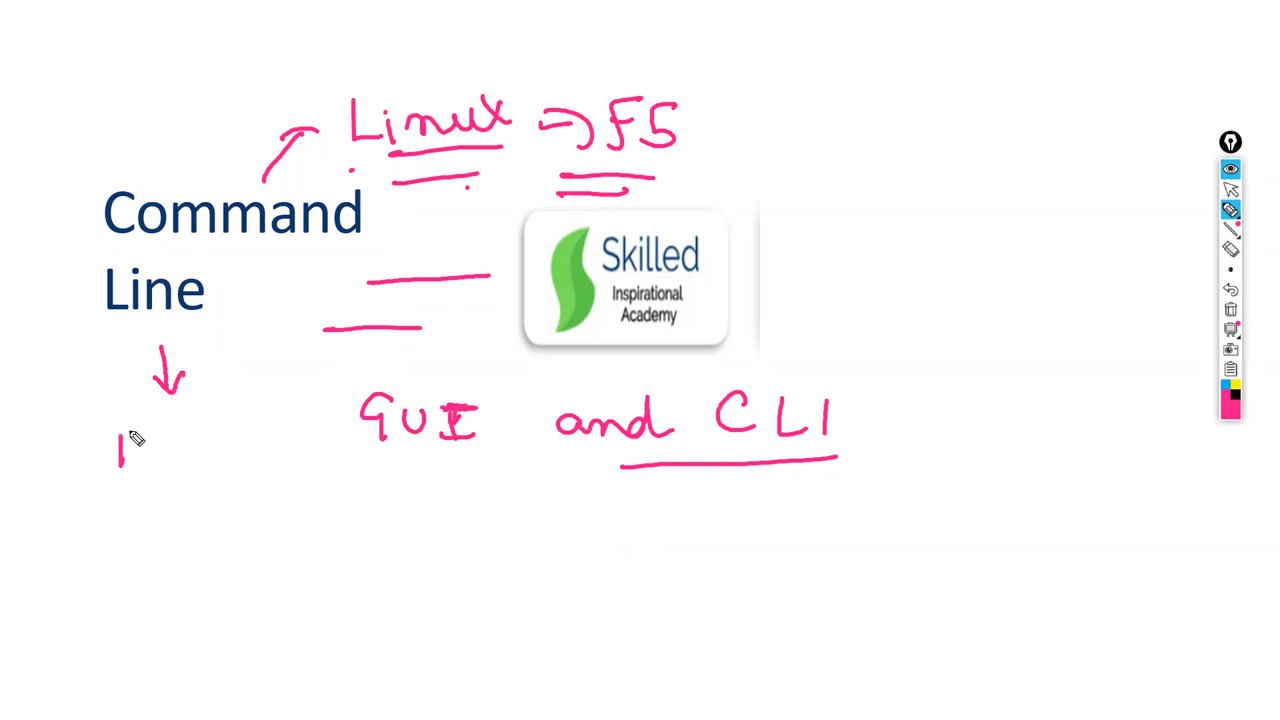 Linux => F5
Command
Line
Skilled
Inspirational
Academy
GUI and CLI